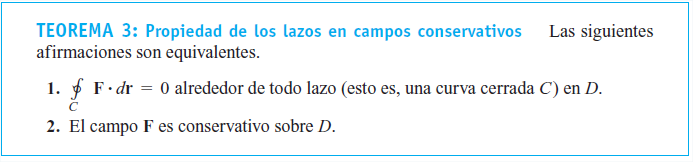 TEOREMA 3: Propiedad de los lazos en campos conservativos Las siguientes
afirmaciones son equivalentes.
1. ∮ F · dr = 0 alrededor de todo lazo (esto es, una curva cerrada C) en D.
C
2. El campo F es conservativo sobre D.